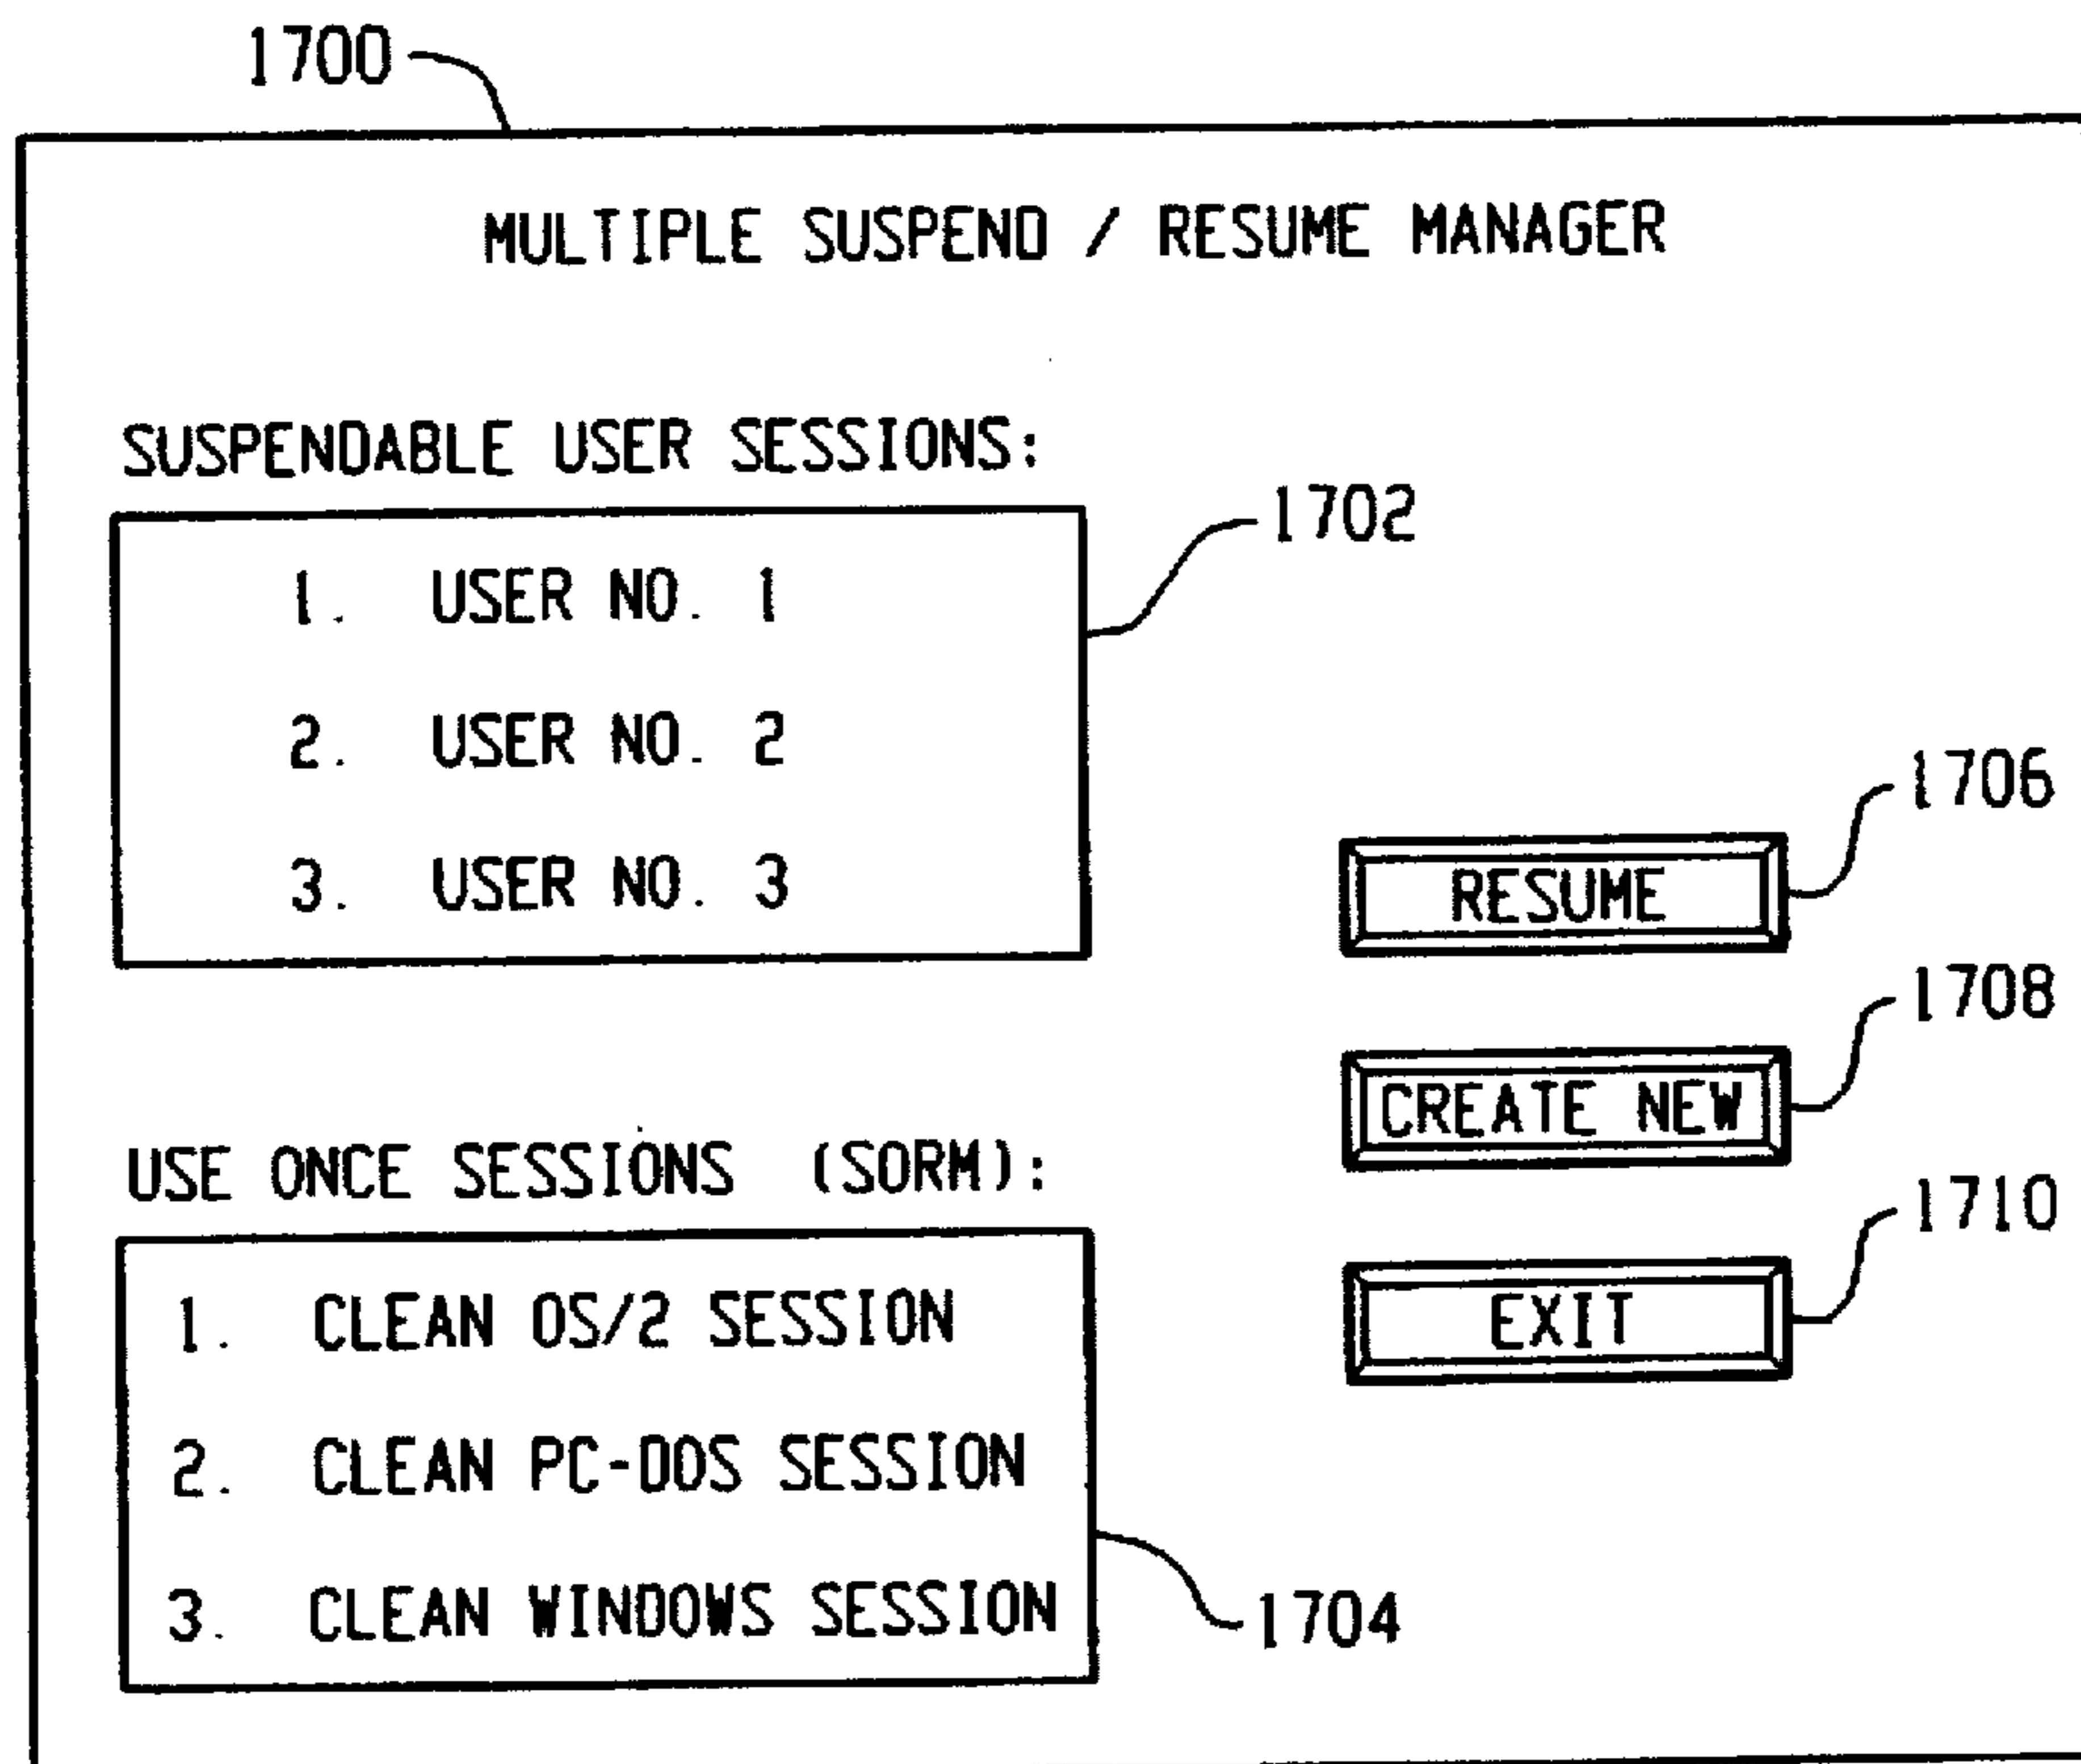 1700
MULTIPLE SUSPEND / RESUME MANAGER
SUSPENDABLE USER SESSIONS:
1702
1. USER NO. 1
2. USER NO. 2
3. USER NO. 3
1706
RESUME
1708
CREATE NEW
1710
EXIT
USE ONCE SESSIONS (SORM):
1. CLEAN OS/2 SESSION
2. CLEAN PC-DOS SESSION
3. CLEAN WINDOWS SESSION
1704